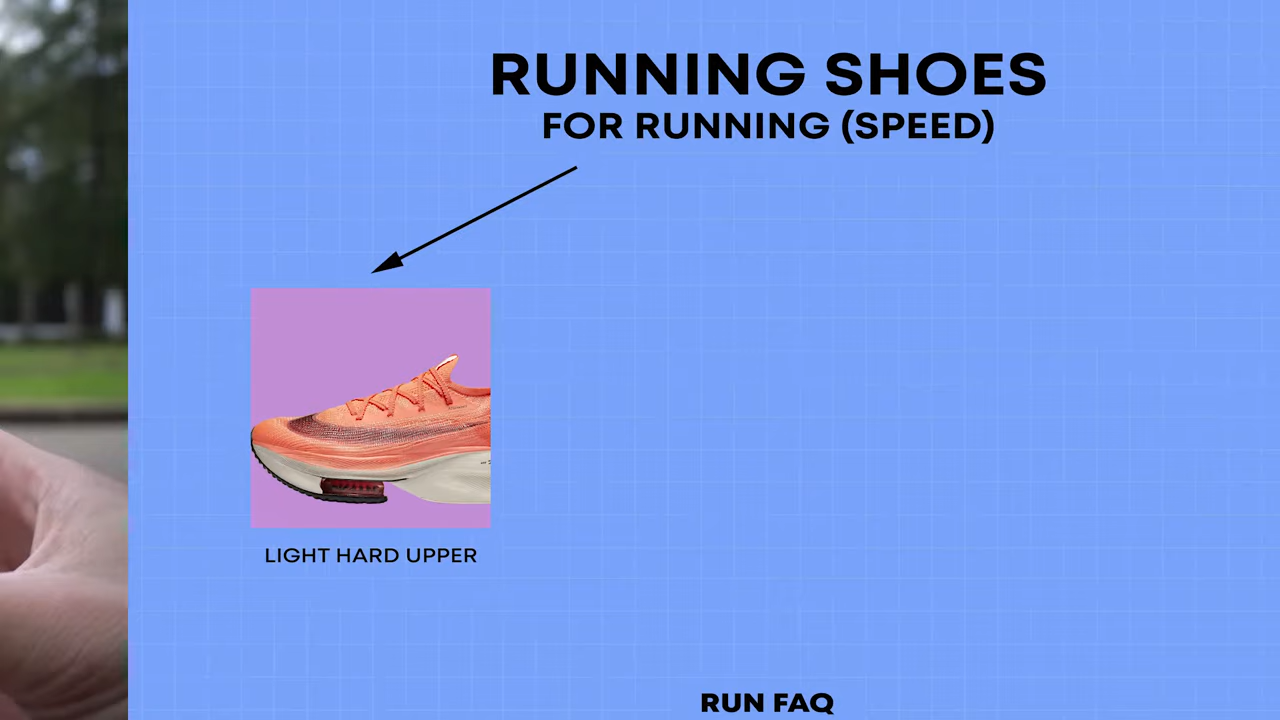 RUNNING SHOES
FOR RUNNING (SPEED)
LIGHT HARD UPPER
RUN FAQ